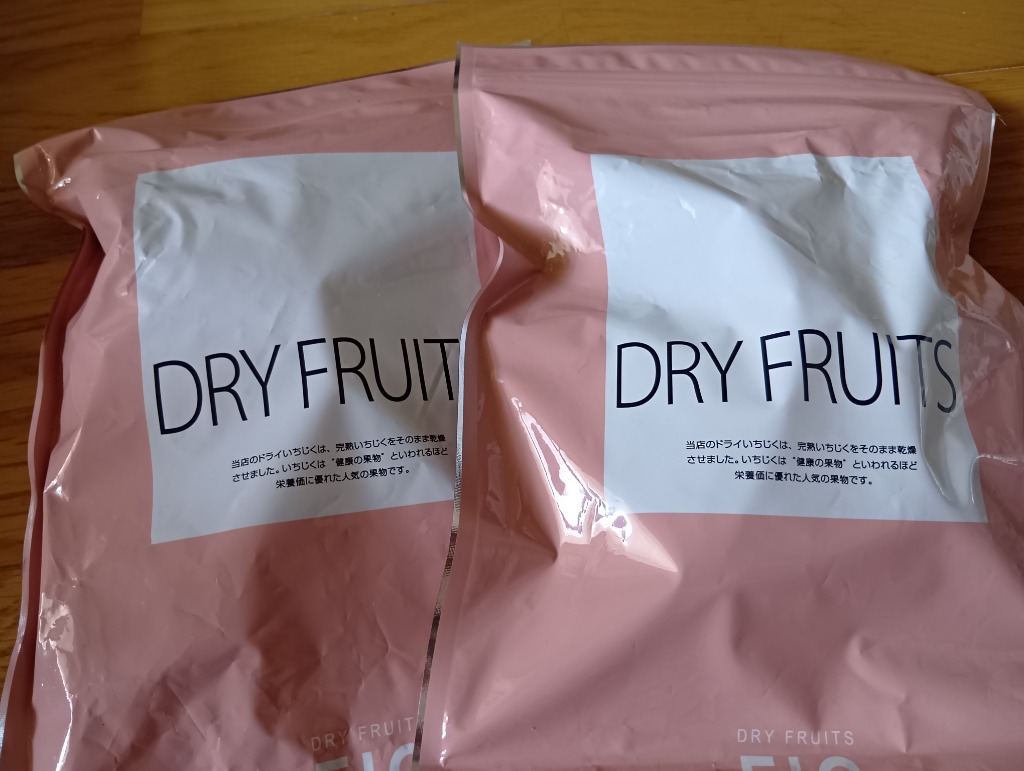 DRY FRUIT
当店のドライいちじくは、完熟いちじくをそのまま乾燥
させました。いちじくは“健康の果物”といわれるほど
栄養価に優れた人気の果物です。
DRY FRUIT
FIG
DRY FRUITS
当店のドライいちじくは、完熟いちじくをそのまま乾燥
させました。いちじくは“健康の果物”といわれるほど
栄養価に優れた人気の果物です。
DRY FRUITS
FIG